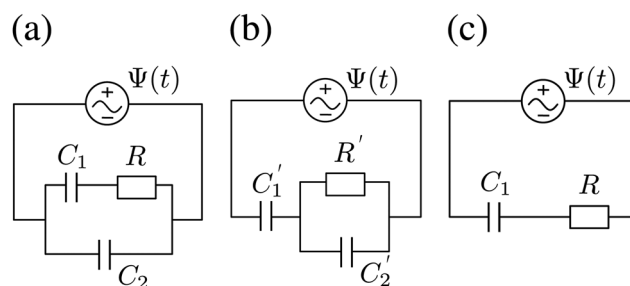 (a) (b) (c)
+ Ψ(t) + Ψ(t) + Ψ(t)
− − −
C₁ R R′ C₁ R
C₁′
C₂ C₂′